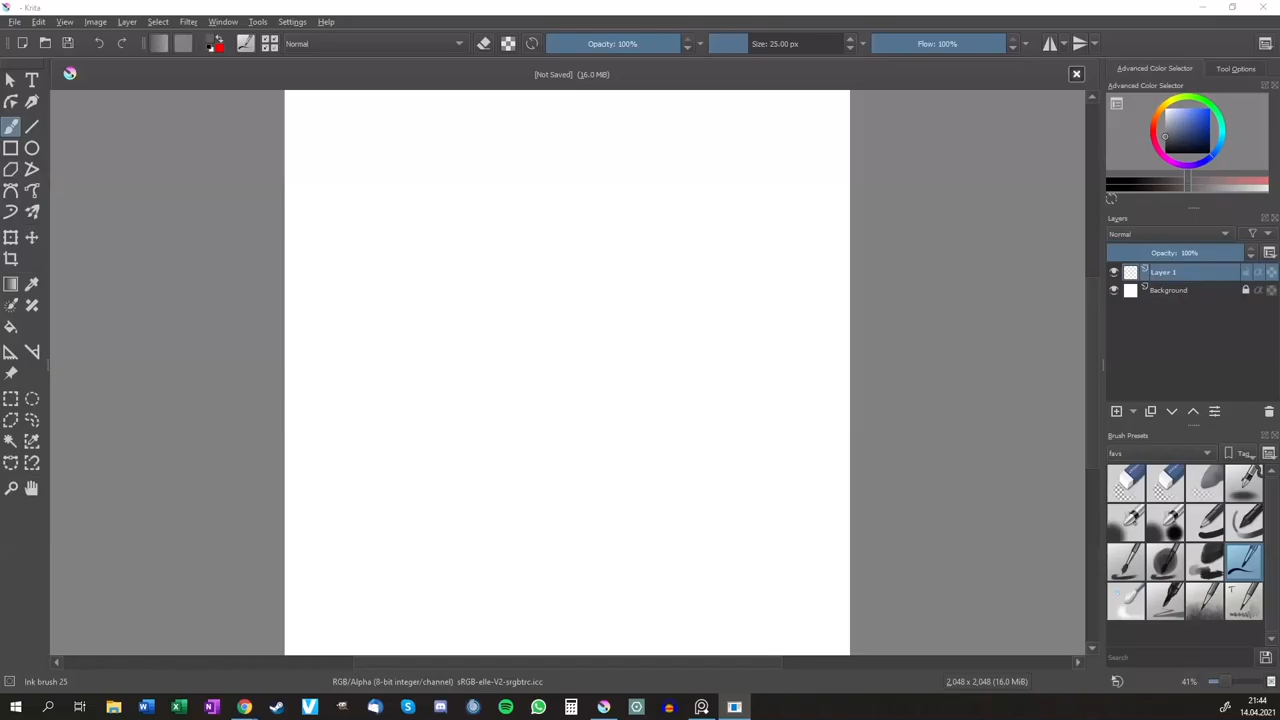 - Krita
File Edit View Image Layer Select Filter Window Tools Settings Help
Normal Opacity: 100% Size: 25.00 px Flow: 100%
[Not Saved] (16.0 MiB)
Advanced Color Selector Tool Options
Advanced Color Selector
Layers
Normal
Opacity: 100%
Layer 1
Background
Brush Presets
favs Tag
Search
Ink brush 25 RGB/Alpha (8-bit integer/channel) sRGB-elle-V2-srgbtrc.icc 2,048 x 2,048 (16.0 MiB) 41%
21:44
14.04.2021